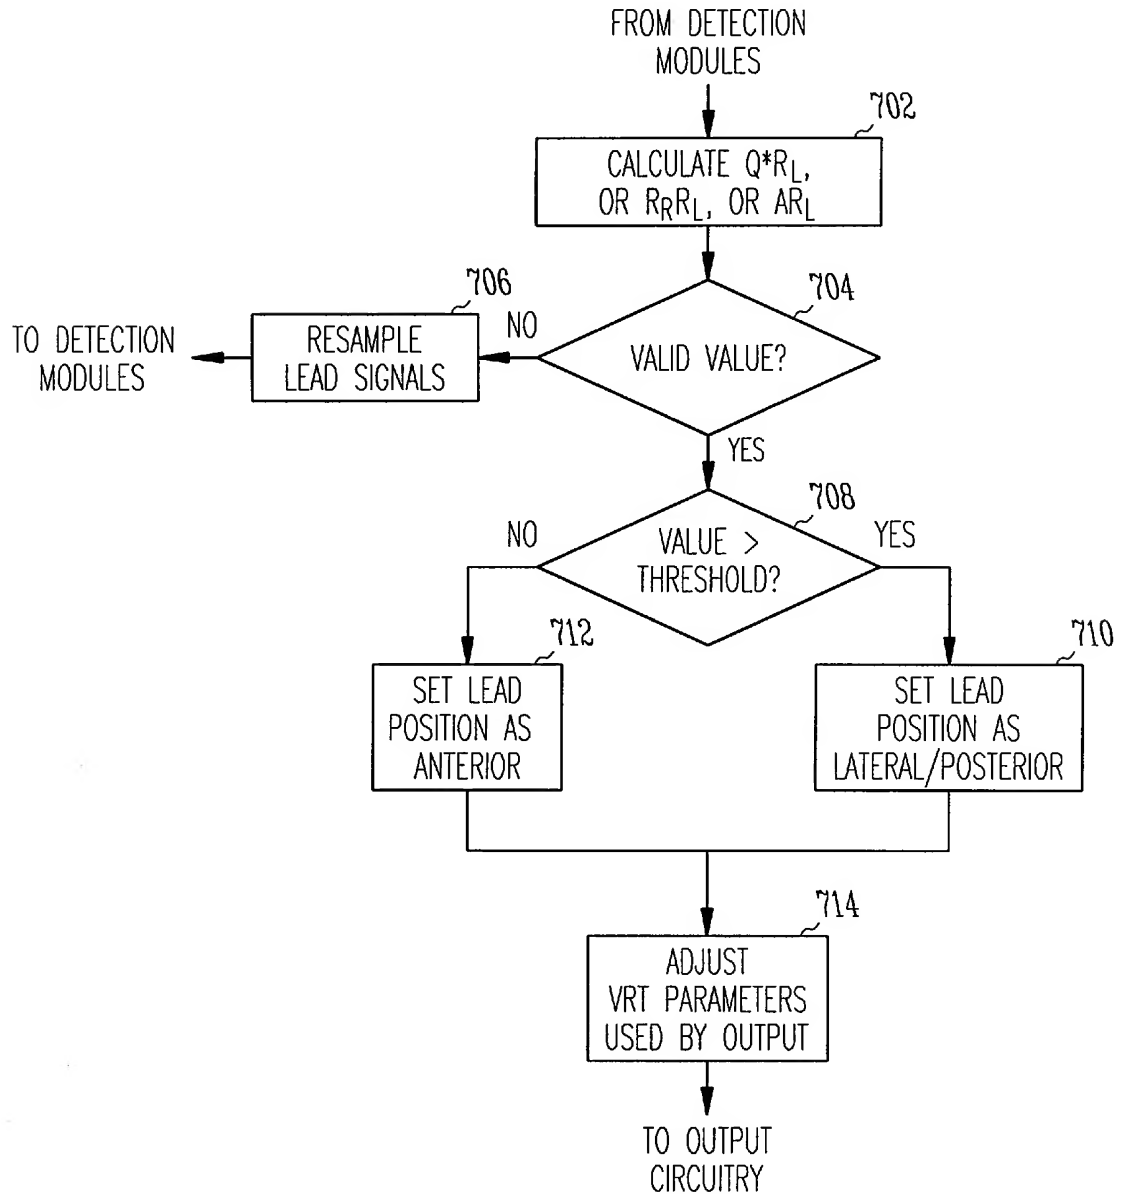 FROM DETECTION
MODULES
702
CALCULATE Q*RL,
OR RRRL, OR ARL
706
704
NO
TO DETECTION
MODULES
RESAMPLE
LEAD SIGNALS
VALID VALUE?
YES
708
NO
YES
VALUE >
THRESHOLD?
712
710
SET LEAD
POSITION AS
ANTERIOR
SET LEAD
POSITION AS
LATERAL/POSTERIOR
714
ADJUST
VRT PARAMETERS
USED BY OUTPUT
TO OUTPUT
CIRCUITRY